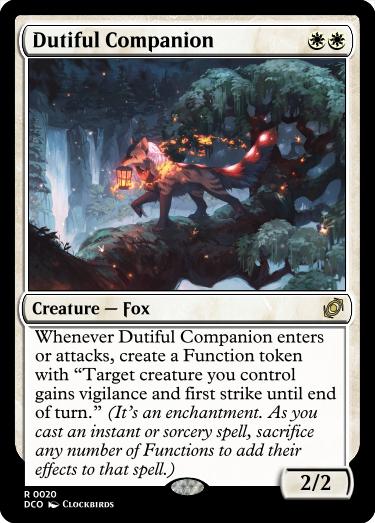 Dutiful Companion
Creature — Fox
Whenever Dutiful Companion enters
or attacks, create a Function token
with “Target creature you control
gains vigilance and first strike until end
of turn.” (It’s an enchantment. As you
cast an instant or sorcery spell, sacrifice
any number of Functions to add their
effects to that spell.)
2/2
R 0020
DCO Clockbirds